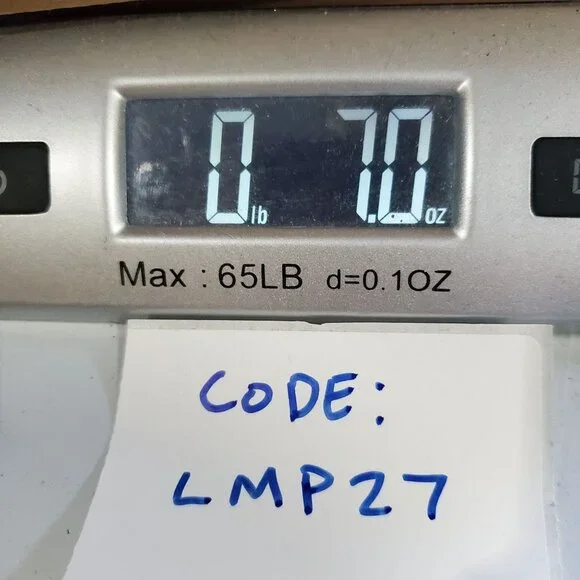 0 lb 7.0 oz
Max : 65LB d=0.1OZ
CODE:
LMP27